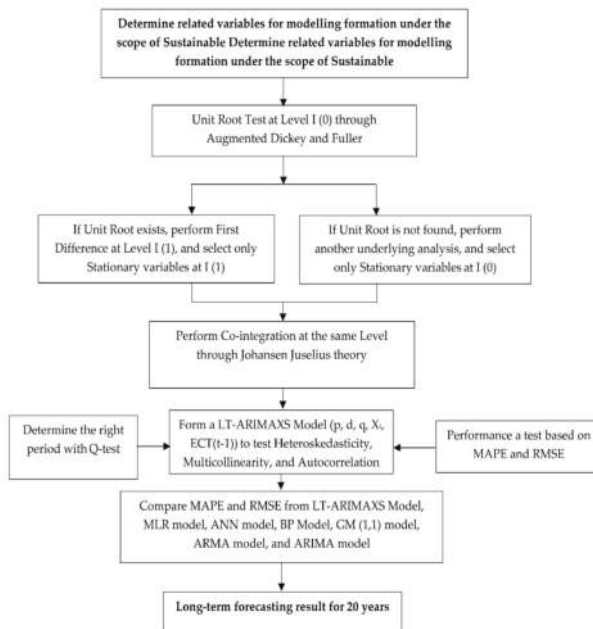 Determine related variables for modelling formation under the
scope of Sustainable Determine related variables for modelling
formation under the scope of Sustainable
Unit Root Test at Level I (0) through
Augmented Dickey and Fuller
If Unit Root exists, perform First
Difference at Level I (1), and select only
Stationary variables at I (1)
If Unit Root is not found, perform
another underlying analysis, and select
only Stationary variables at I (0)
Perform Co-integration at the same Level
through Johansen Juselius theory
Determine the right
period with Q-test
Form a LT-ARIMAXS Model (p, d, q, Xi,
ECT(t-1)) to test Heteroskedasticity,
Multicollinearity, and Autocorrelation
Performance a test based on
MAPE and RMSE
Compare MAPE and RMSE from LT-ARIMAXS Model,
MLR model, ANN model, BP Model, GM (1,1) model,
ARMA model, and ARIMA model
Long-term forecasting result for 20 years